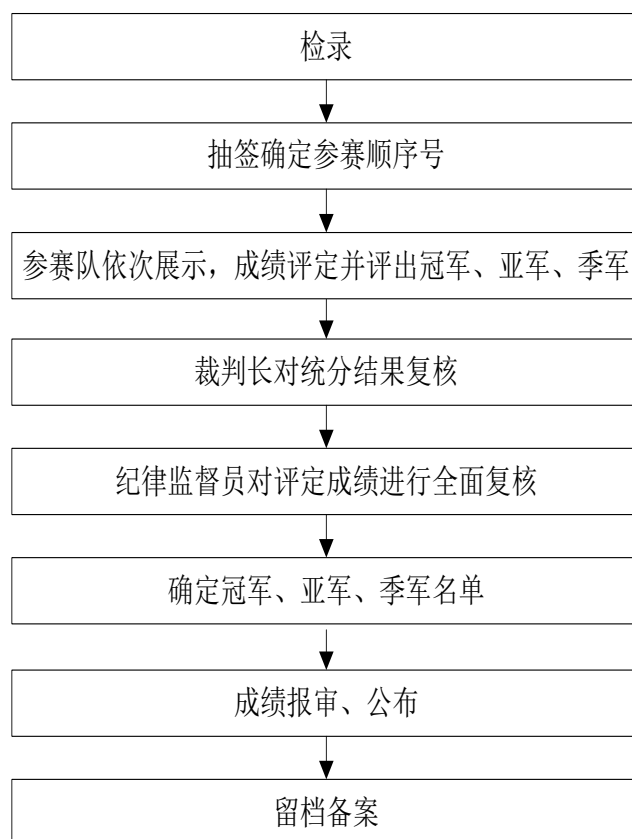 检录
抽签确定参赛顺序号
参赛队依次展示，成绩评定并评出冠军、亚军、季军
裁判长对统分结果复核
纪律监督员对评定成绩进行全面复核
确定冠军、亚军、季军名单
成绩报审、公布
留档备案